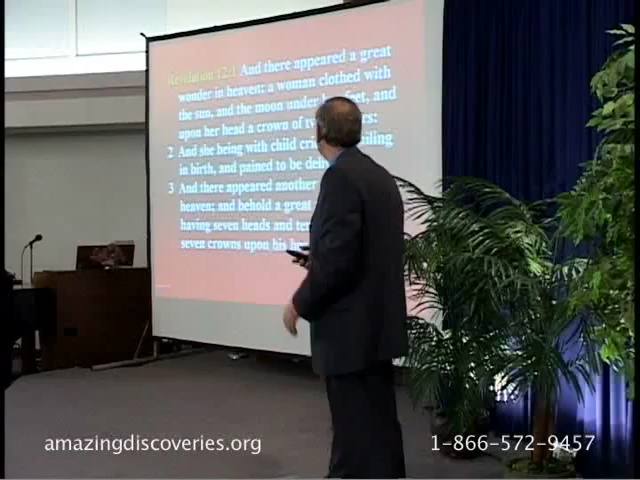 Revelation 12:1 And there appeared a great
wonder in heaven; a woman clothed with
the sun, and the moon under feet, and
upon her head a crown of
2 And she being with child
in birth, and pained to be
3 And there appeared another
heaven; and behold a great
having seven heads and
seven crowns upon his
amazingdiscoveries.org
1-866-572-9457